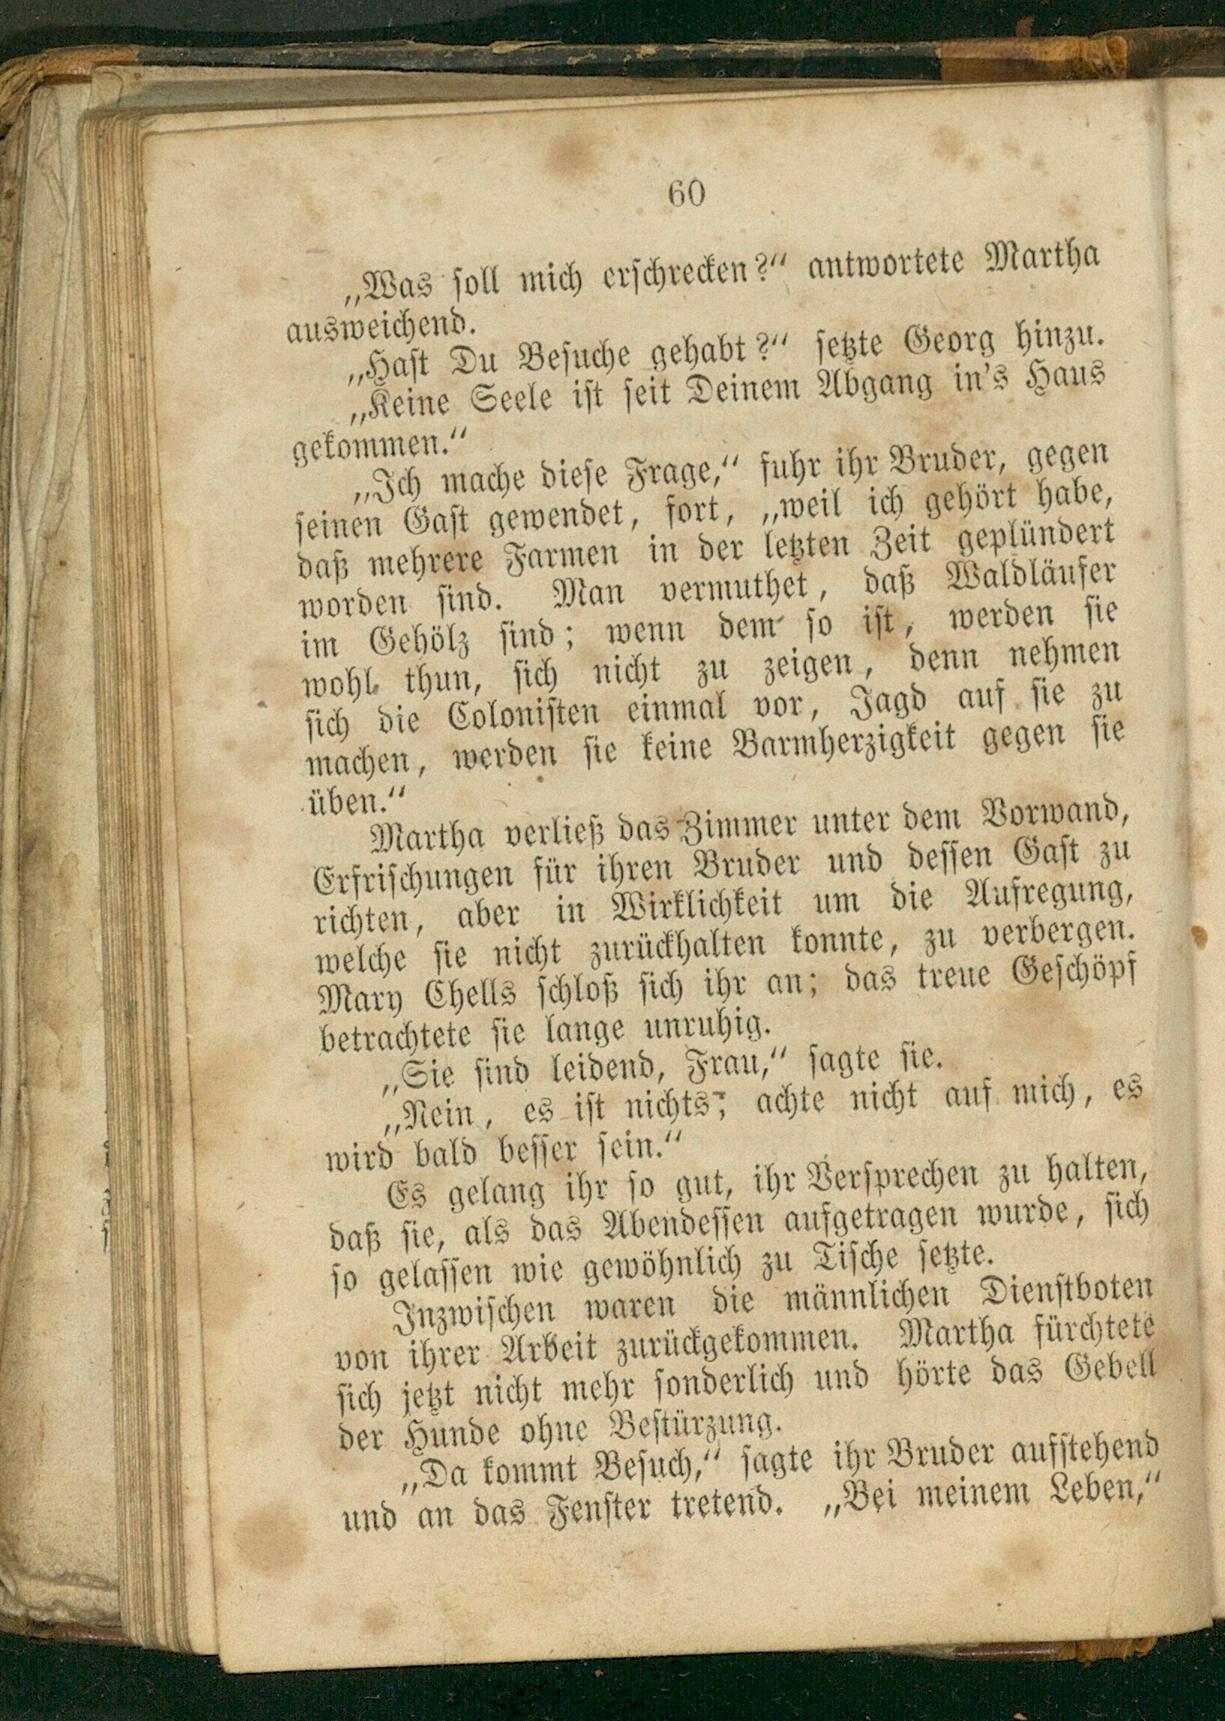 60
„Was soll mich erschrecken?“ antwortete Martha
ausweichend.
„Hast Du Besuche gehabt?“ setzte Georg hinzu.
„Keine Seele ist seit Deinem Abgang in's Haus
gekommen.“
„Ich mache diese Frage,“ fuhr ihr Bruder, gegen
seinen Gast gewendet, fort, „weil ich gehört habe,
daß mehrere Farmen in der letzten Zeit geplündert
worden sind. Man vermuthet, daß Waldläufer
im Gehölz sind; wenn dem so ist, werden sie
wohl thun, sich nicht zu zeigen, denn nehmen
sich die Colonisten einmal vor, Jagd auf sie zu
machen, werden sie keine Barmherzigkeit gegen sie
üben.“
Martha verließ das Zimmer unter dem Vorwand,
Erfrischungen für ihren Bruder und dessen Gast zu
richten, aber in Wirklichkeit um die Aufregung,
welche sie nicht zurückhalten konnte, zu verbergen.
Mary Chells schloß sich ihr an; das treue Geschöpf
betrachtete sie lange unruhig.
„Sie sind leidend, Frau,“ sagte sie.
„Nein, es ist nichts; achte nicht auf mich, es
wird bald besser sein.“
Es gelang ihr so gut, ihr Versprechen zu halten,
daß sie, als das Abendessen aufgetragen wurde, sich
so gelassen wie gewöhnlich zu Tische setzte.
Inzwischen waren die männlichen Dienstboten
von ihrer Arbeit zurückgekommen. Martha fürchtete
sich jetzt nicht mehr sonderlich und hörte das Gebell
der Hunde ohne Bestürzung.
„Da kommt Besuch,“ sagte ihr Bruder aufstehend
und an das Fenster tretend. „Bei meinem Leben,“